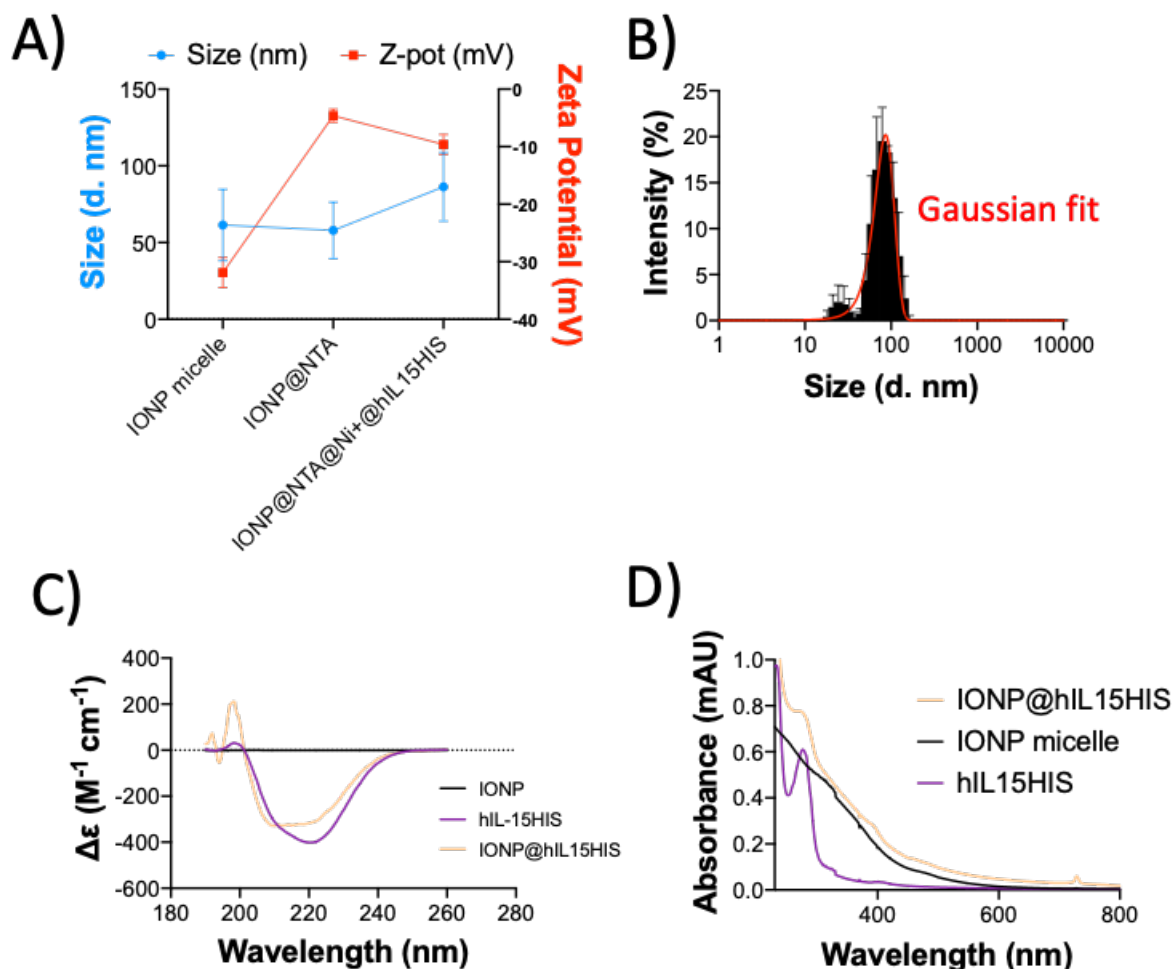 A)
Size (nm) Z-pot (mV)
150
100
50
0
Size (d. nm)
0
-10
-20
-30
-40
Zeta Potential (mV)
IONP micelle
IONP@NTA
IONP@NTA@Ni+@hIL15HIS
B)
25
20
15
10
5
0
Intensity (%)
Gaussian fit
1 10 100 1000 10000
Size (d. nm)
C)
400
200
0
-200
-400
-600
Δε (M⁻¹ cm⁻¹)
IONP
hIL-15HIS
IONP@hIL15HIS
180 200 220 240 260 280
Wavelength (nm)
D)
1.0
0.8
0.6
0.4
0.2
0.0
Absorbance (mAU)
IONP@hIL15HIS
IONP micelle
hIL15HIS
400 600 800
Wavelength (nm)